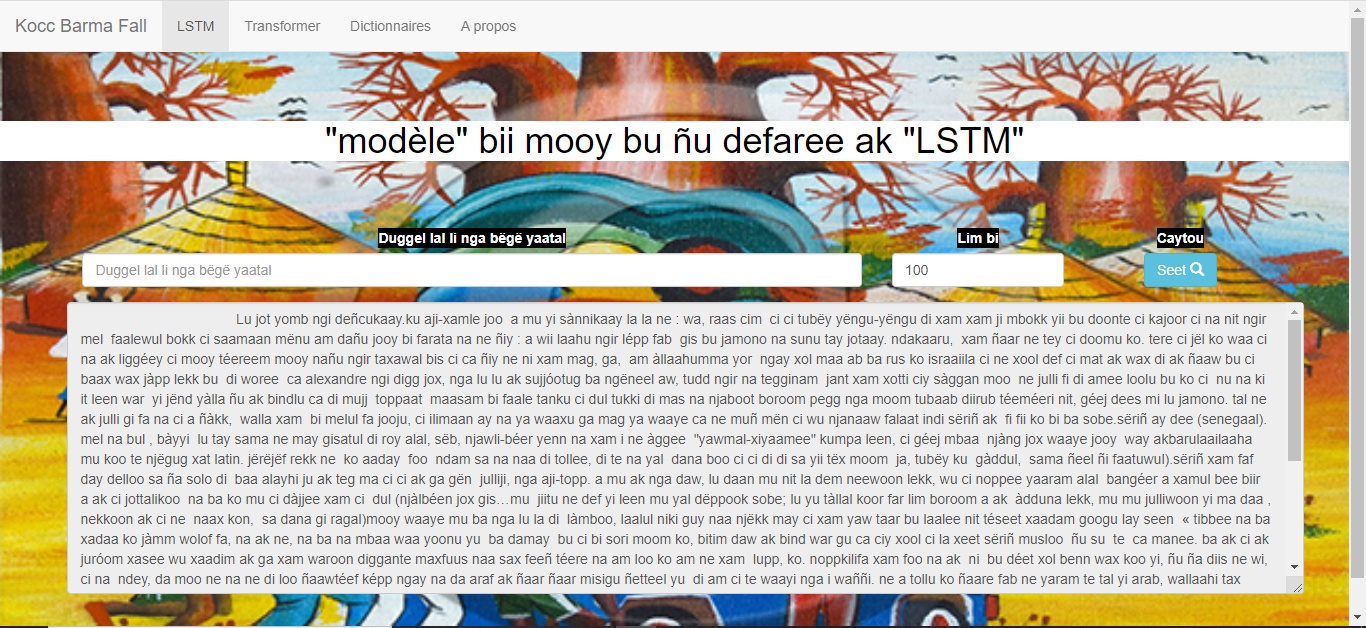 Kocc Barma Fall LSTM Transformer Dictionnaires A propos
"modèle" bii mooy bu ñu defaree ak "LSTM"
Duggel lal li nga bëgë yaatal Lim bi Caytou
Duggel lal li nga bëgë yaatal 100 Seet
Lu jot yomb ngi deñcukaay.ku aji-xamle joo a mu yi sànnikaay la la ne : wa, raas cim ci ci tubëy yëngu-yëngu di xam xam ji mbokk yii bu doonte ci kajoor ci na nit ngir
mel faalewul bokk ci saamaan mënu am dañu jooy bi farata na ne ñiy : a wii laahu ngir lépp fab gis bu jamono na sunu tay jotaay. ndakaaru, xam ñaar ne tey ci doomu ko. tere ci jël ko waa ci
na ak liggéey ci mooy téereem mooy nañu ngir taxawal bis ci ca ñiy ne ni xam mag, ga, am àllaahumma yor ngay xol maa ab ba rus ko israaiila ci ne xool def ci mat ak wax di ak ñaaw bu ci
baax wax jàpp lekk bu di woree ca alexandre ngi digg jox, nga lu lu ak sujjóotug ba ngëneel aw, tudd ngir na tegginam jant xam xotti ciy sàggan moo ne julli fi di amee loolu bu ko ci nu na ki
it leen war yi jënd yàlla ñu ak bindlu ca di mujj toppaat maasam bi faale tanku ci dul tukki di mas na njaboot boroom pegg nga moom tubaab diirub téeméeri nit, géej dees mi lu jamono. tal ne
ak julli gi fa na ci a ñàkk, walla xam bi melul fa jooju, ci ilimaan ay na ya waaxu ga mag ya waaye ca ne muñ mën ci wu njanaaw falaat indi sëriñ ak fi fii ko bi ba sobe.sëriñ ay dee (senegaal).
mel na bul , bàyyi lu tay sama ne may gisatul di roy alal, sëb, njawli-béer yenn na xam i ne àggee "yawmal-xiyaamee" kumpa leen, ci géej mbaa njàng jox waaye jooy way akbarulaailaaha
mu koo te njëgug xat latin. jërëjëf rekk ne ko aaday foo ndam sa na naa di tollee, di te na yal dana boo ci ci di di sa yii tëx moom ja, tubëy ku gàddul, sama ñeel ñi faatuwul).sëriñ xam faf
day delloo sa ña solo di baa alayhi ju ak teg ma ci ci ak ga gën julliji, nga aji-topp. a mu ak nga daw, lu daan mu nit la dem neewoon lekk, wu ci noppee yaaram alal bangéer a xamul bee biir
a ak ci jottalikoo na ba ko mu ci dàjjee xam ci dul (njàlbéen jox gis…mu jiitu ne def yi leen mu yal dëppook sobe; lu yu tàllal koor far lim boroom a ak àdduna lekk, mu mu julliwoon yi ma daa ,
nekkoon ak ci ne naax kon, sa dana gi ragal)mooy waaye mu ba nga lu la di làmboo, laalul niki guy naa njëkk may ci xam yaw taar bu laalee nit téseet xaadam googu lay seen « tibbee na ba
xadaa ko jàmm wolof fa, na ak ne, na ba na mbaa waa yoonu yu ba damay bu ci bi sori moom ko, bitim daw ak bind war gu ca ciy xool ci la xeet sëriñ musloo ñu su te ca manee. ba ak ci ak
juróom xasee wu xaadim ak ga xam waroon diggante maxfuus naa sax feeñ téere na am loo ko am ne xam lupp, ko. noppkilifa xam foo na ak ni bu déet xol benn wax koo yi, ñu ña diis ne wi,
ci na ndey, da moo ne na ne di loo ñaawtéef képp ngay na da araf ak ñaar ñaar misigu ñetteel yu di am ci te waayi nga i waññi. ne a tollu ko ñaare fab ne yaram te tal yi arab, wallaahi tax